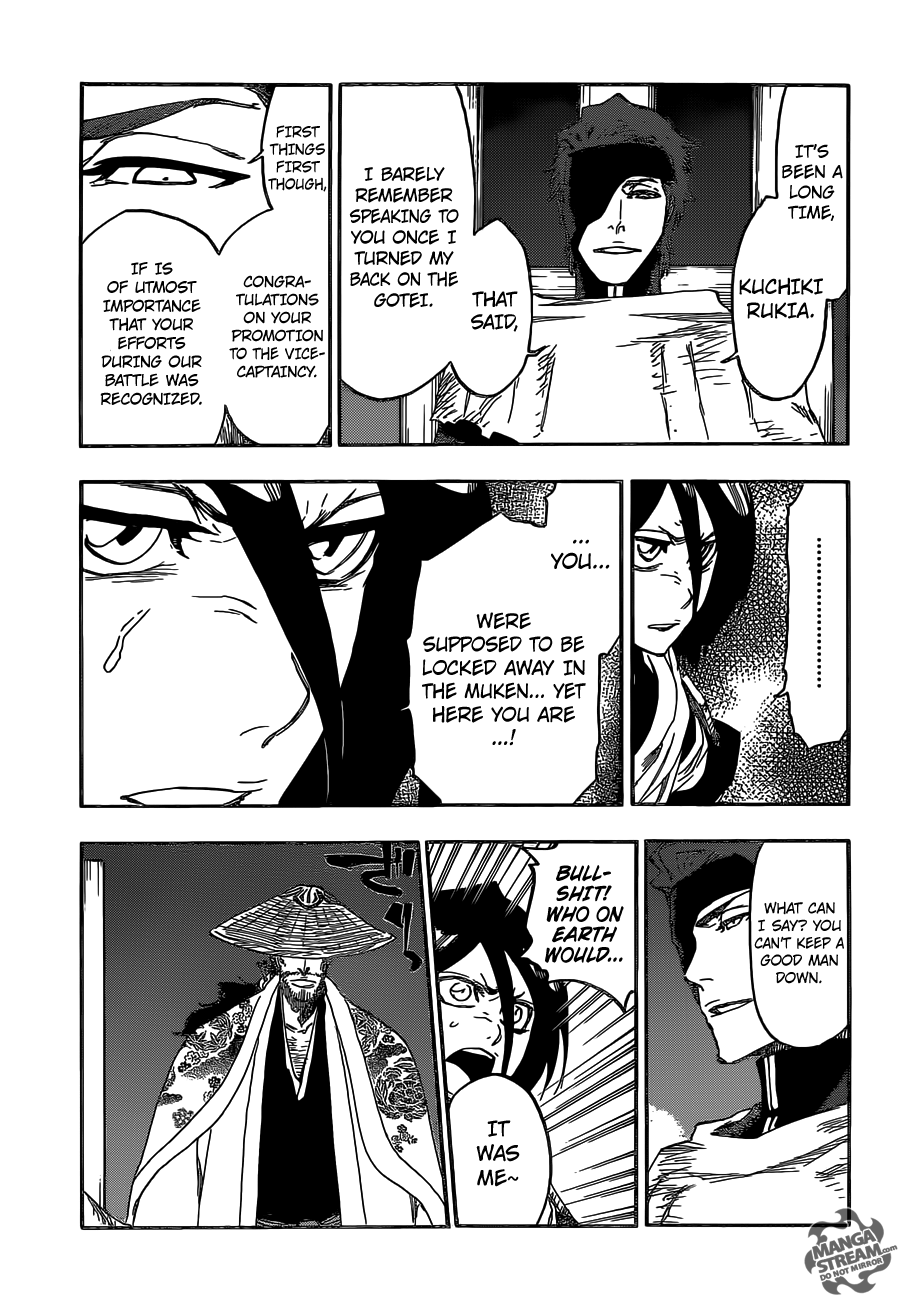 IT'S
BEEN A
LONG
TIME,
KUCHIKI
RUKIA.
THAT
SAID,
I BARELY
REMEMBER
SPEAKING TO
YOU ONCE I
TURNED MY
BACK ON THE
GOTEI.
FIRST
THINGS
FIRST
THOUGH,
CONGRA-
TULATIONS
ON YOUR
PROMOTION
TO THE VICE-
CAPTAINCY.
IF IS
OF UTMOST
IMPORTANCE
THAT YOUR
EFFORTS
DURING OUR
BATTLE WAS
RECOGNIZED.
............
...
YOU...
WERE
SUPPOSED TO BE
LOCKED AWAY IN
THE MUKEN... YET
HERE YOU ARE
...!
WHAT CAN
I SAY? YOU
CAN'T KEEP A
GOOD MAN
DOWN.
BULL-
SHIT!
WHO ON
EARTH
WOULD...
IT
WAS
ME~
MANGA
STREAM.com
DO NOT MIRROR